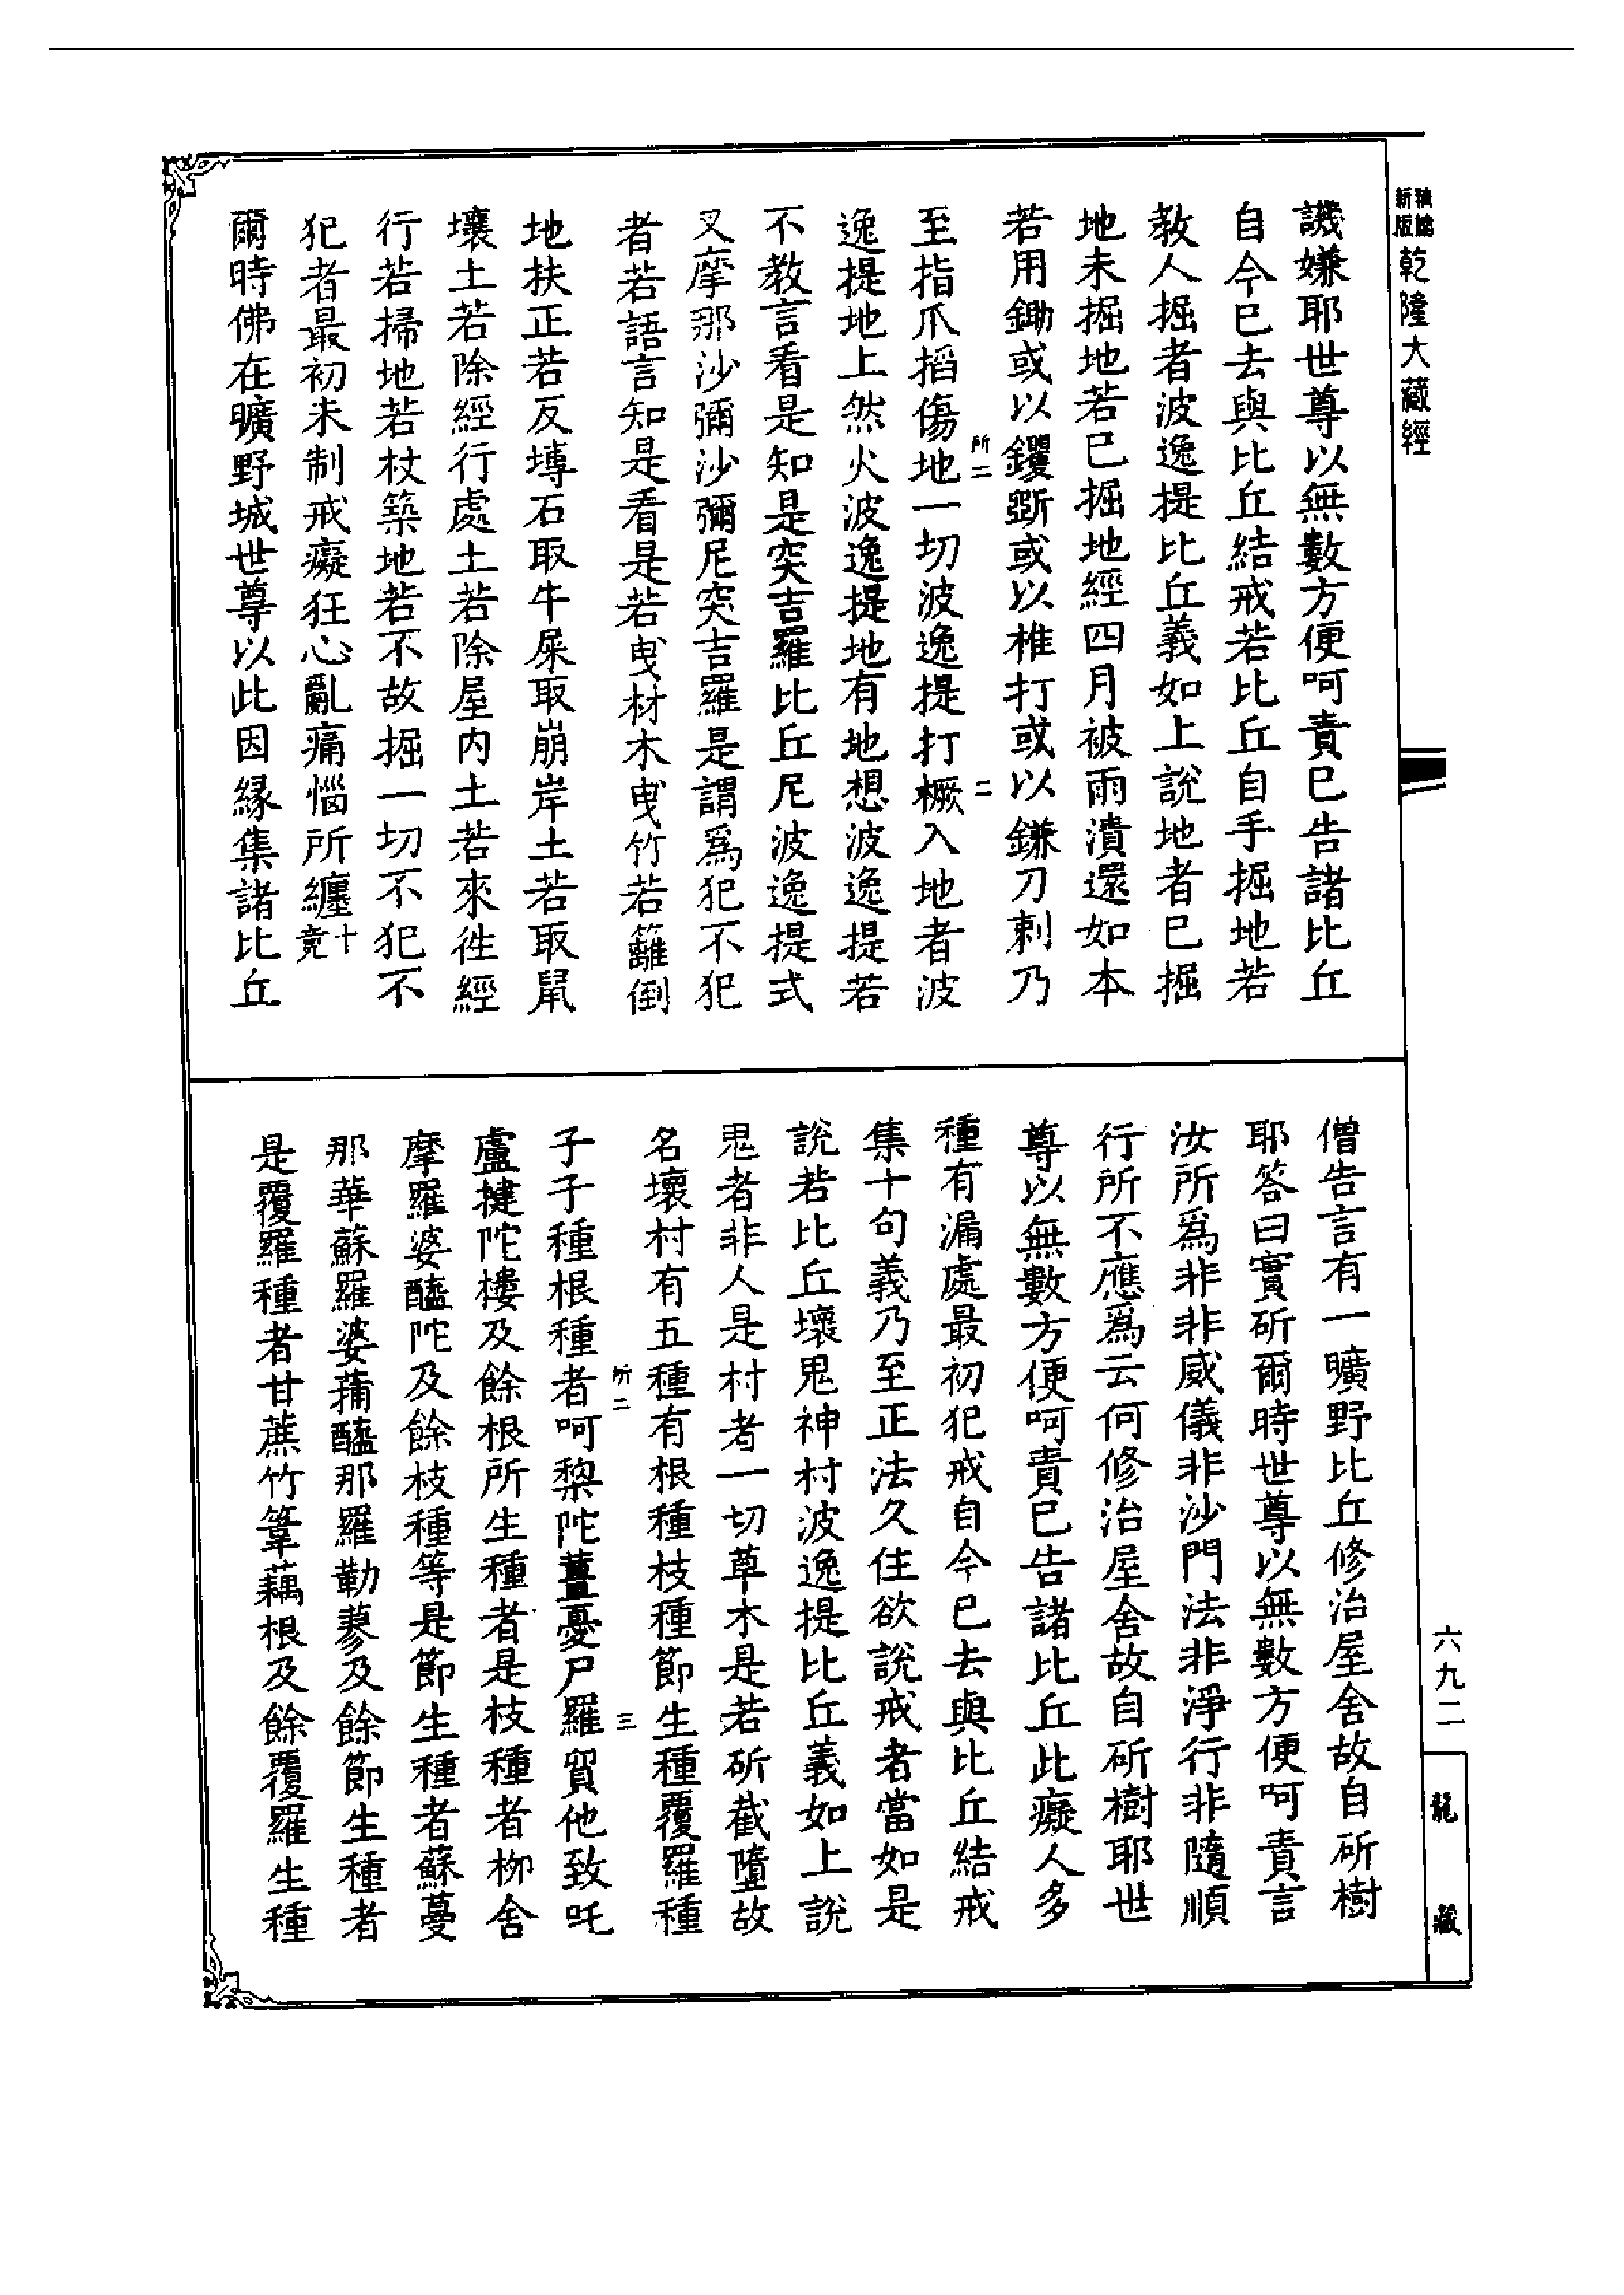 新版
乾隆大藏經
譏嫌耶世尊以無數方便呵責已告諸比丘
自今已去與比丘結戒若比丘自手掘地若
教人掘者波逸提比丘義如上說地者已掘
地未掘地若已掘地經四月被雨潰還如本
若用鋤或以钁斲或以椎打或以鎌刀刺乃
所二
二
至指爪搯傷地一切波逸提打橛入地者波
逸提地上然火波逸提地有地想波逸提若
不教言看是知是突吉羅比丘尼波逸提式
叉摩那沙彌沙彌尼突吉羅是謂爲犯不犯
者若語言知是看是若曳材木曳竹若籬倒
地扶正若反塼石取牛屎取崩岸土若取鼠
壤土若除經行處土若除屋內土若來徃經
行若掃地若杖築地若不故掘一切不犯不
犯者最初未制戒癡狂心亂痛惱所纏十竟
爾時佛在曠野城世尊以此因緣集諸比丘
僧告言有一曠野比丘修治屋舍故自斫樹
耶答曰實斫爾時世尊以無數方便呵責言
汝所爲非非威儀非沙門法非淨行非隨順
行所不應爲云何修治屋舍故自斫樹耶世
尊以無數方便呵責已告諸比丘此癡人多
種有漏處最初犯戒自今已去與比丘結戒
集十句義乃至正法久住欲說戒者當如是
說若比丘壞鬼神村波逸提比丘義如上說
鬼者非人是村者一切草木是若斫截墮故
名壞村有五種有根種枝種節生種覆羅種
所二
三
子子種根種者呵梨陀薑憂尸羅貿他致吒
盧揵陀樓及餘根所生種者是枝種者栁舍
摩羅婆醯陀及餘枝種等是節生種者蘇蔓
那華蘇羅婆蒱醯那羅勒蓼及餘節生種者
是覆羅種者甘蔗竹葦藕根及餘覆羅生種
六九二
龍藏